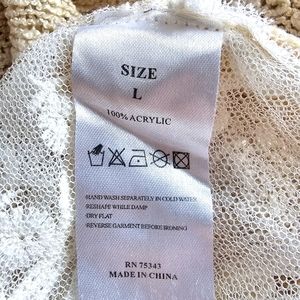 SIZE
L
100% ACRYLIC
-HAND WASH SEPARATELY IN COLD WATER
-RESHAPE WHILE DAMP
-DRY FLAT
-REVERSE GARMENT BEFORE IRONING
RN 75343
MADE IN CHINA